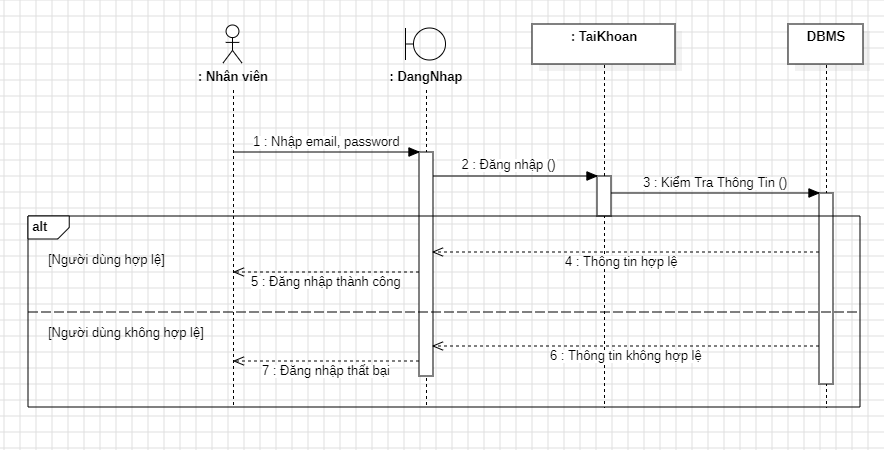 : Nhân viên
: DangNhap
: TaiKhoan
DBMS
1 : Nhập email, password
2 : Đăng nhập ()
3 : Kiểm Tra Thông Tin ()
alt
[Người dùng hợp lệ]
4 : Thông tin hợp lệ
5 : Đăng nhập thành công
[Người dùng không hợp lệ]
6 : Thông tin không hợp lệ
7 : Đăng nhập thất bại